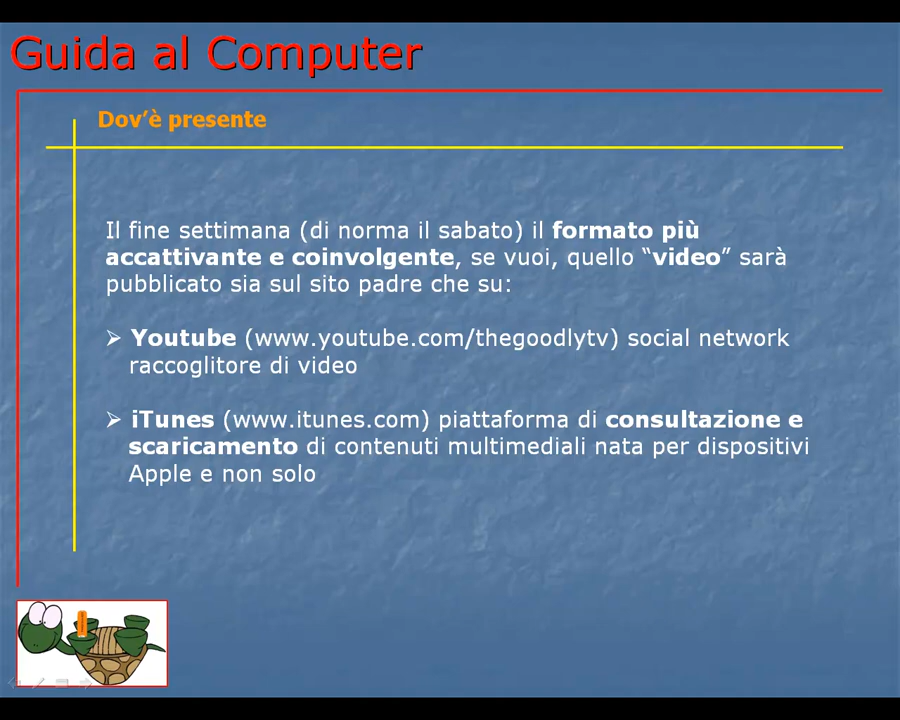 Guida al Computer
Dov’è presente
Il fine settimana (di norma il sabato) il formato più
accattivante e coinvolgente, se vuoi, quello “video” sarà
pubblicato sia sul sito padre che su:
➢ Youtube (www.youtube.com/thegoodlytv) social network
raccoglitore di video
➢ iTunes (www.itunes.com) piattaforma di consultazione e
scaricamento di contenuti multimediali nata per dispositivi
Apple e non solo